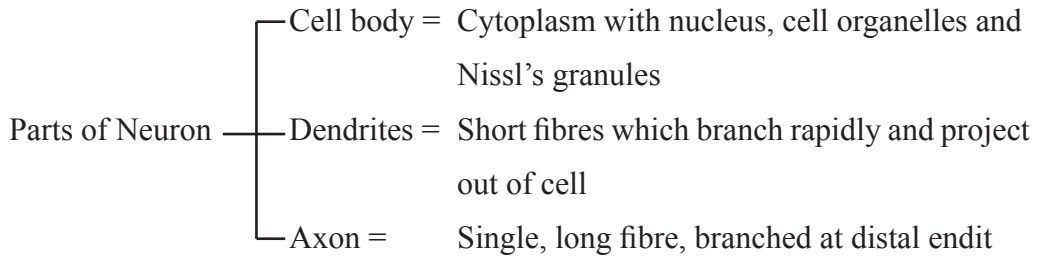 Cell body = Cytoplasm with nucleus, cell organelles and
Nissl’s granules
Parts of Neuron Dendrites = Short fibres which branch rapidly and project
out of cell
Axon = Single, long fibre, branched at distal endit